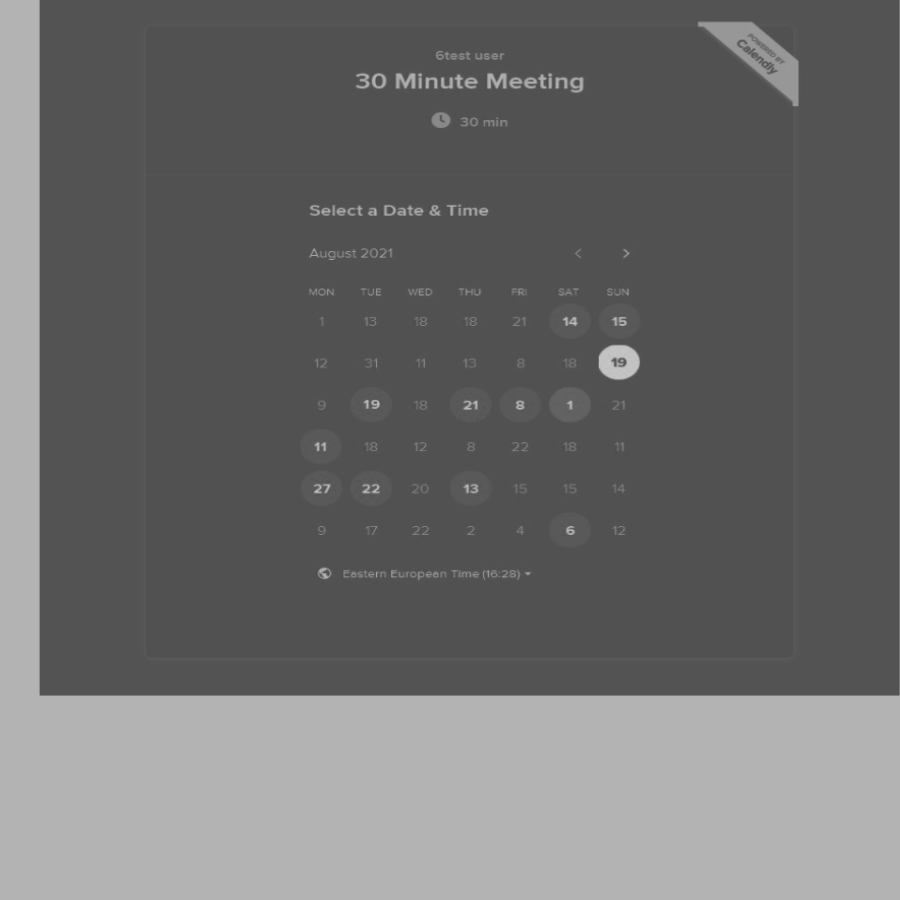 6test user
30 Minute Meeting
30 min
POWERED BY
Calendly
Select a Date & Time
August 2021
MON TUE WED THU FRI SAT SUN
1 13 18 18 21 14 15
12 31 11 13 8 18 19
9 19 18 21 8 1 21
11 18 12 8 22 18 11
27 22 20 13 15 15 14
9 17 22 2 4 6 12
Eastern European Time (16:28)